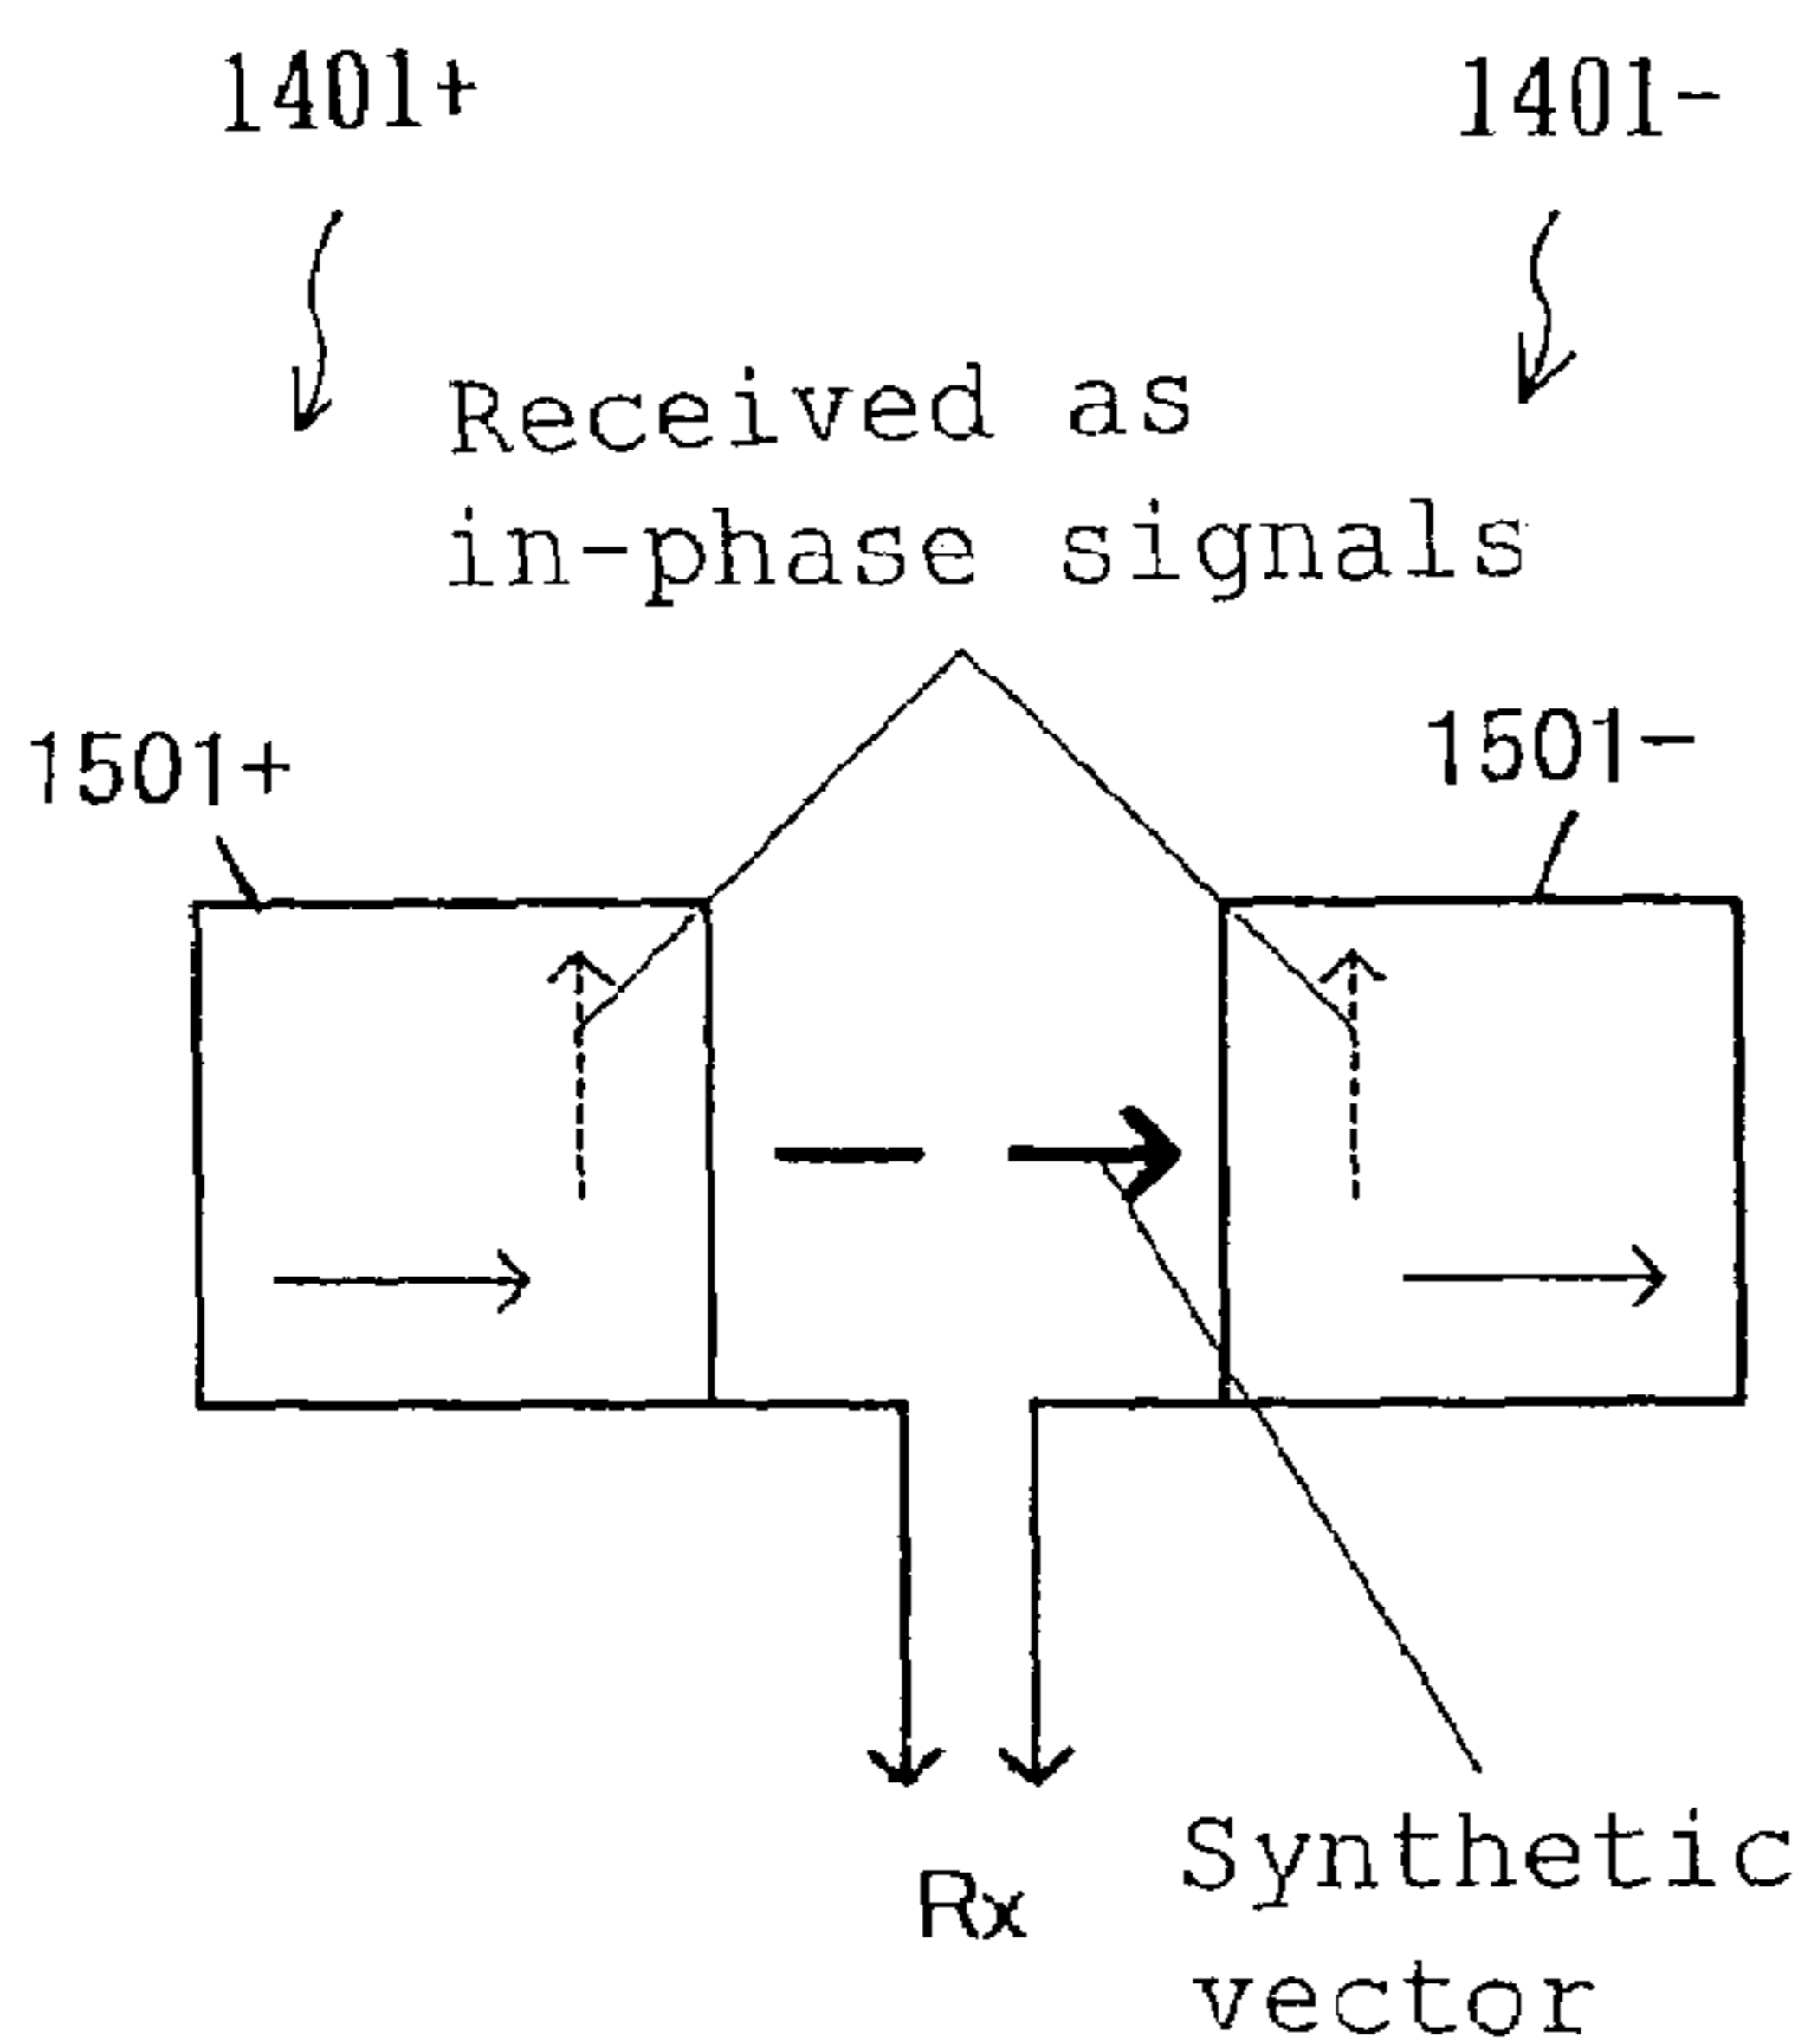 1401+
1401-
Received as
in-phase signals
1501+
1501-
Rx
Synthetic
vector